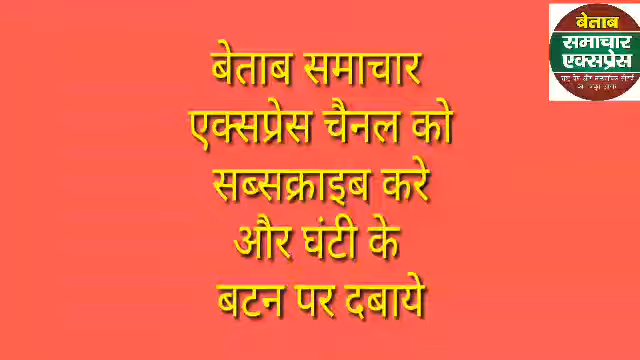 बेताब
समाचार
एक्सप्रेस
बेताब समाचार
एक्सप्रेस चैनल को
सब्सक्राइब करे
और घंटी के
बटन पर दबाये